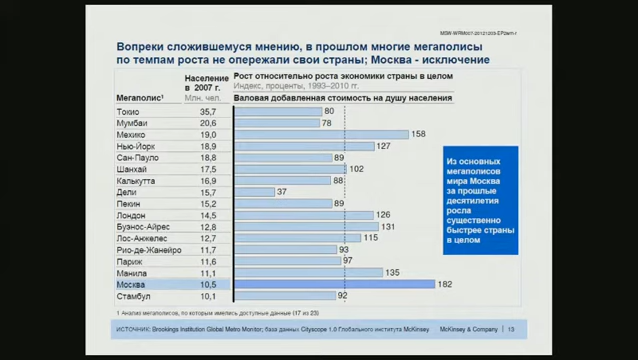 MSW-WRM007-20121203-EP2wm-r
Вопреки сложившемуся мнению, в прошлом многие мегаполисы
по темпам роста не опережали свои страны; Москва - исключение
Население
в 2007 г.
Млн. чел.
Мегаполис¹
Рост относительно роста экономики страны в целом
Индекс, проценты, 1993–2010 гг.
Валовая добавленная стоимость на душу населения
Токио 35,7 80
Мумбаи 20,6 78
Мехико 19,0 158
Нью-Йорк 18,9 127
Сан-Пауло 18,8 89
Шанхай 17,5 102
Калькутта 16,9 88
Дели 15,7 37
Пекин 15,2 89
Лондон 14,5 126
Буэнос-Айрес 12,8 131
Лос-Анжелес 12,7 115
Рио-де-Жанейро 11,7 93
Париж 11,6 97
Манила 11,1 135
Москва 10,5 182
Стамбул 10,1 92
Из основных
мегаполисов
мира Москва
за прошлые
десятилетия
росла
существенно
быстрее страны
в целом
1 Анализ мегаполисов, по которым имелись доступные данные (17 из 23)
ИСТОЧНИК: Brookings Institution Global Metro Monitor; база данных Cityscope 1.0 Глобального института McKinsey
McKinsey & Company | 13